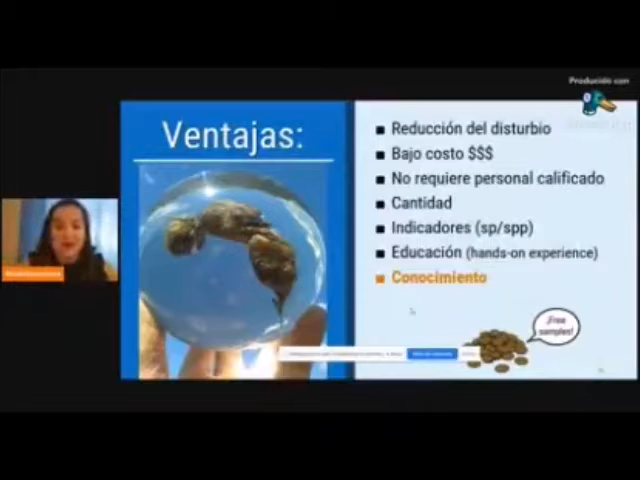 Producido con
Ventajas:
Reducción del disturbio
Bajo costo $$$
No requiere personal calificado
Cantidad
Indicadores (sp/spp)
Educación (hands-on experience)
Conocimiento
¡Free
samples!